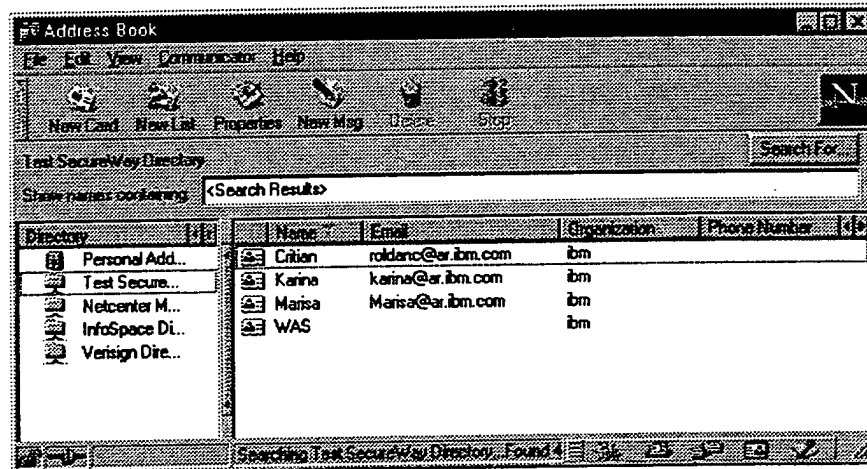 Address Book
File Edit View Communicator Help
New Card New List Properties New Msg Delete Stop
N
Test SecureWay Directory
Search For...
Show names containing: <Search Results>
Directory
Personal Add...
Test Secure...
Netcenter M...
InfoSpace Di...
Verisign Dire...
Name Email Organization Phone Number
Critian roldanc@ar.ibm.com ibm
Karina karina@ar.ibm.com ibm
Marisa Marisa@ar.ibm.com ibm
WAS ibm
Searching Test SecureWay Directory...Found 4